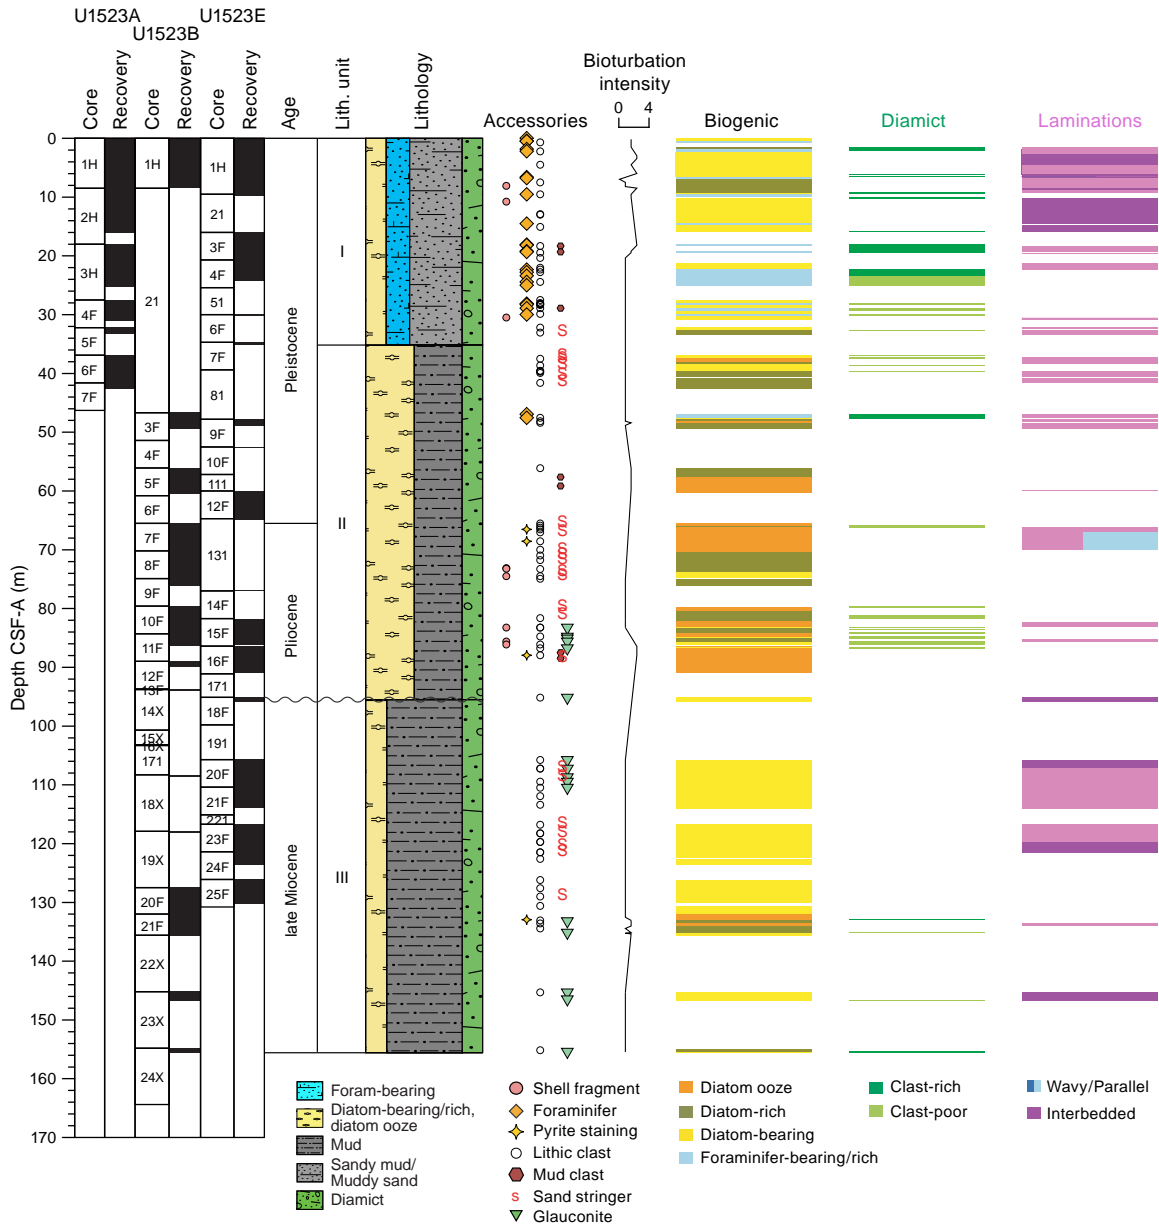 U1523A
U1523B
U1523E
Core
Recovery
Core
Recovery
Core
Recovery
Age
Lith. unit
Lithology
Accessories
Bioturbation
intensity
0 4
Biogenic
Diamict
Laminations
Depth CSF-A (m)
0
10
20
30
40
50
60
70
80
90
100
110
120
130
140
150
160
170
1H
2H
3H
4F
5F
6F
7F
1H
21
3F
4F
5F
6F
7F
8F
9F
10F
11F
12F
13F
14X
15X
16X
171
18X
19X
20F
21F
22X
23X
24X
1H
21
3F
4F
51
6F
7F
81
9F
10F
111
12F
131
14F
15F
16F
171
18F
191
20F
21F
221
23F
24F
25F
Pleistocene
Pliocene
late Miocene
I
II
III
Foram-bearing
Diatom-bearing/rich,
diatom ooze
Mud
Sandy mud/
Muddy sand
Diamict
Shell fragment
Foraminifer
Pyrite staining
Lithic clast
Mud clast
S Sand stringer
Glauconite
Diatom ooze
Diatom-rich
Diatom-bearing
Foraminifer-bearing/rich
Clast-rich
Clast-poor
Wavy/Parallel
Interbedded